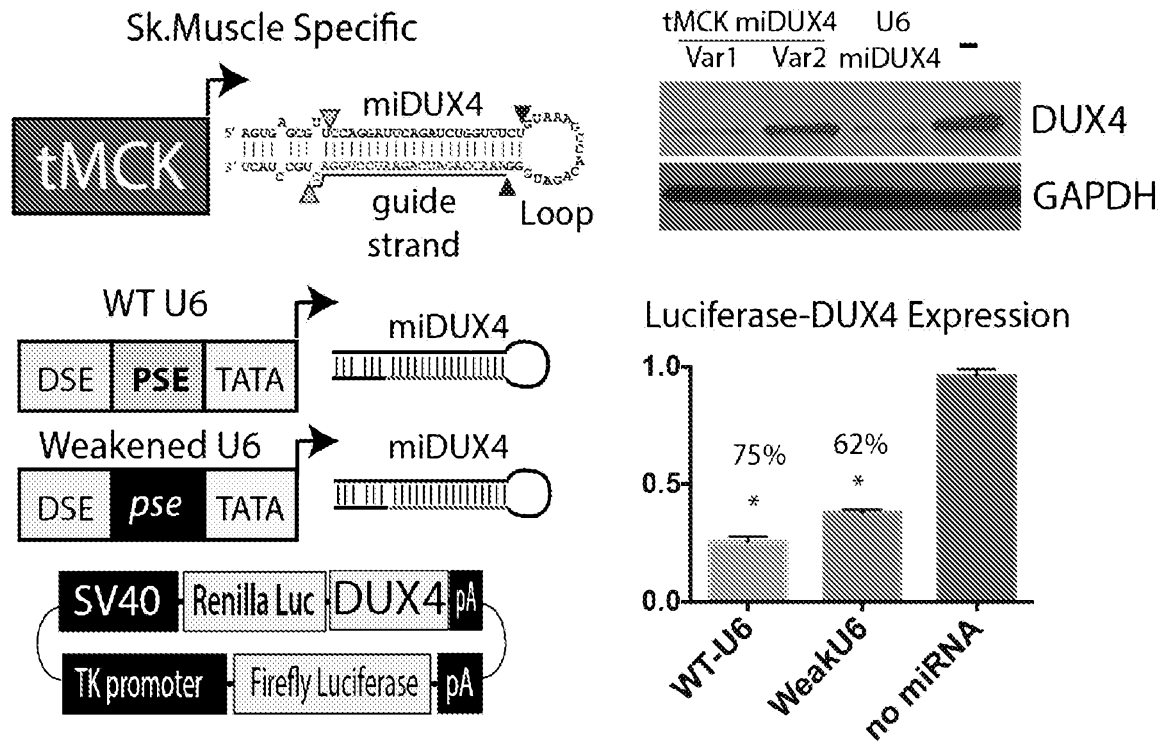 Sk.Muscle Specific
tMCK
miDUX4
guide
strand
Loop
WT U6
DSE PSE TATA
miDUX4
Weakened U6
DSE pse TATA
miDUX4
SV40 Renilla Luc DUX4 pA
TK promoter Firefly Luciferase pA
tMCK miDUX4 U6 –
Var1 Var2 miDUX4
DUX4
GAPDH
Luciferase-DUX4 Expression
1.0
75% 62%
* *
0.5
0.0
WT-U6
WeakU6
no miRNA